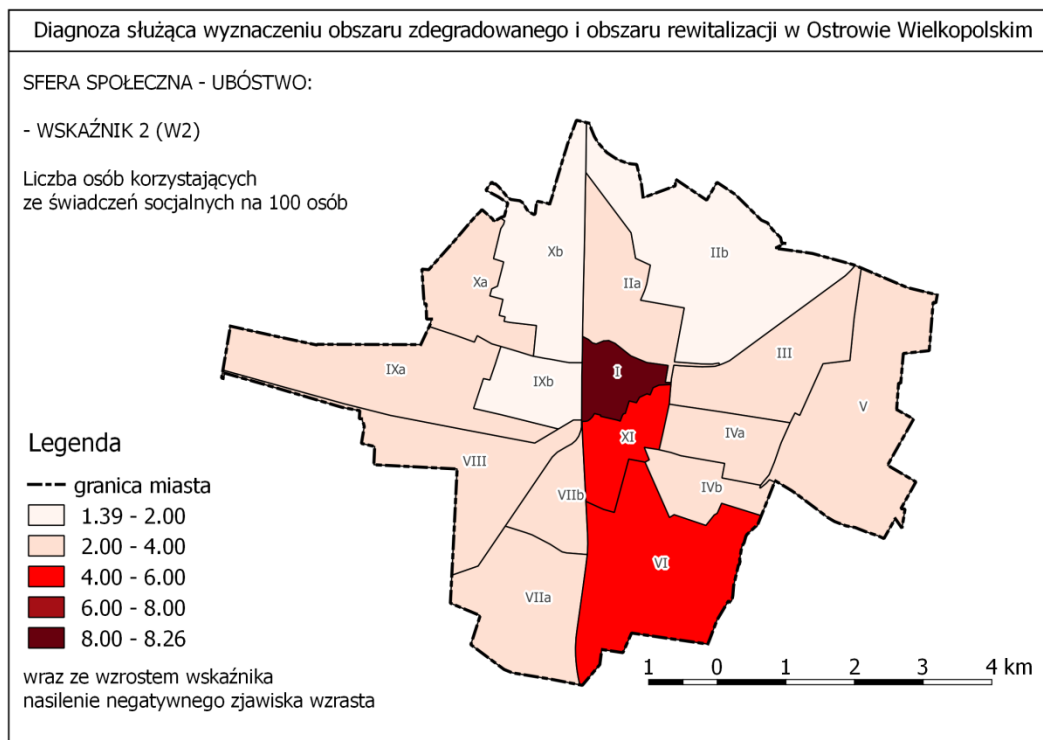 Diagnoza służąca wyznaczeniu obszaru zdegradowanego i obszaru rewitalizacji w Ostrowie Wielkopolskim
SFERA SPOŁECZNA - UBÓSTWO:
- WSKAŹNIK 2 (W2)
Liczba osób korzystających
ze świadczeń socjalnych na 100 osób
Xb
IIb
Xa
IIa
III
IXa
IXb
I
V
XI
IVa
VIII
VIIb
IVb
VI
VIIa
Legenda
granica miasta
1.39 - 2.00
2.00 - 4.00
4.00 - 6.00
6.00 - 8.00
8.00 - 8.26
wraz ze wzrostem wskaźnika
nasilenie negatywnego zjawiska wzrasta
1 0 1 2 3 4 km